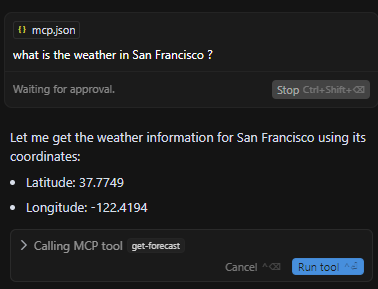 {} mcp.json
what is the weather in San Francisco ?
Waiting for approval.
Stop Ctrl+Shift+⌫
Let me get the weather information for San Francisco using its
coordinates:
• Latitude: 37.7749
• Longitude: -122.4194
> Calling MCP tool get-forecast
Cancel ^⌫ Run tool ^⏎